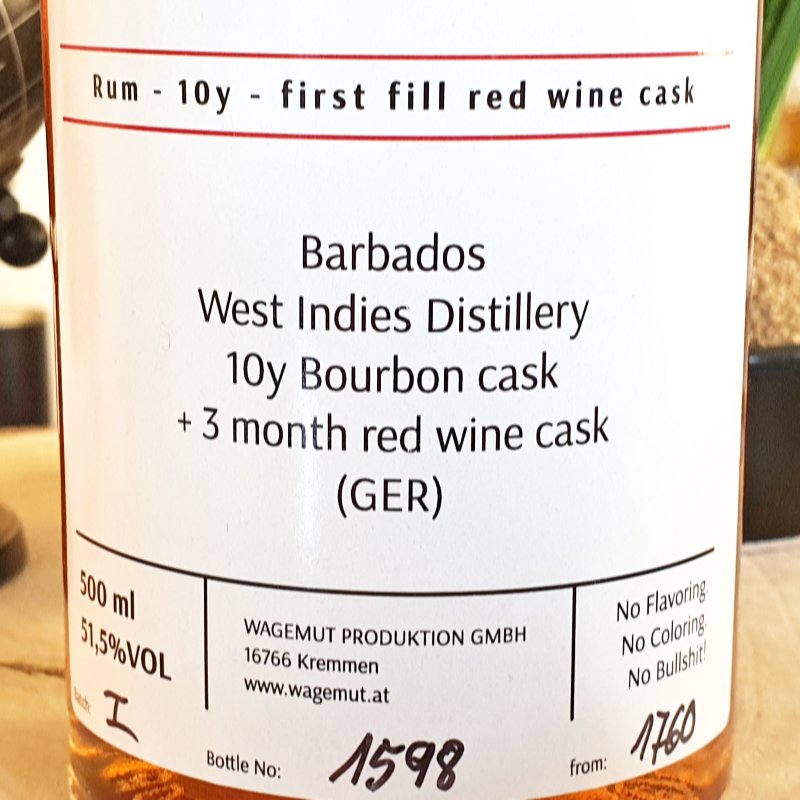 Rum - 10y - first fill red wine cask
Barbados
West Indies Distillery
10y Bourbon cask
+ 3 month red wine cask
(GER)
500 ml
51,5%VOL
Batch: I
WAGEMUT PRODUKTION GMBH
16766 Kremmen
www.wagemut.at
No Flavoring.
No Coloring.
No Bullshit!
Bottle No: 1598
from: 1760